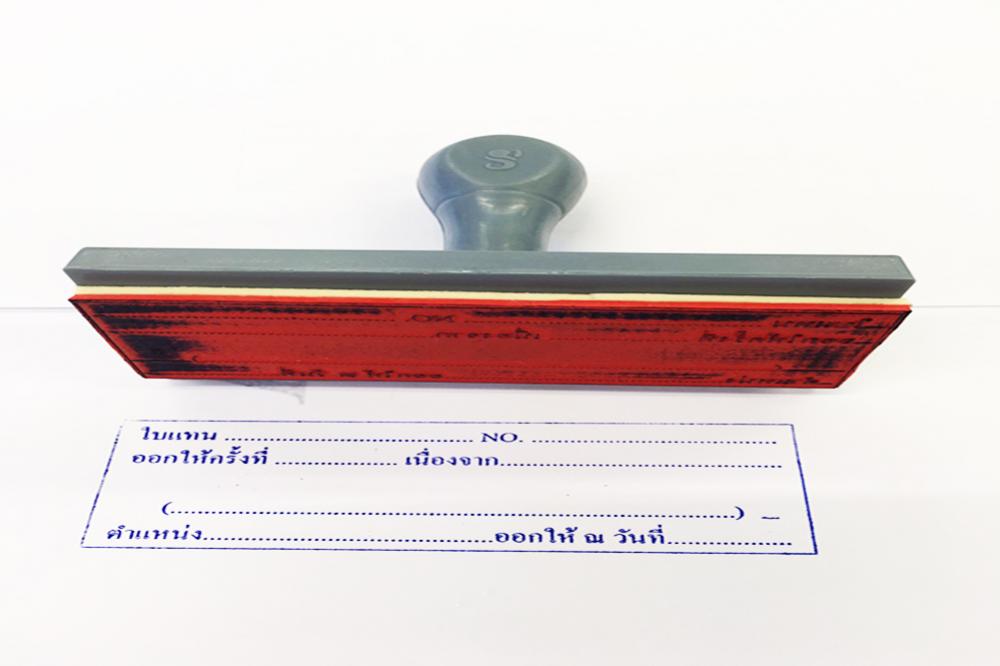 S
ใบแทน ................................................ NO. ................................................
ออกให้ครั้งที่ ........................ เนื่องจาก........................................................
(................................................................................................................) _
ตำแหน่ง.........................................................ออกให้ ณ วันที่.........................